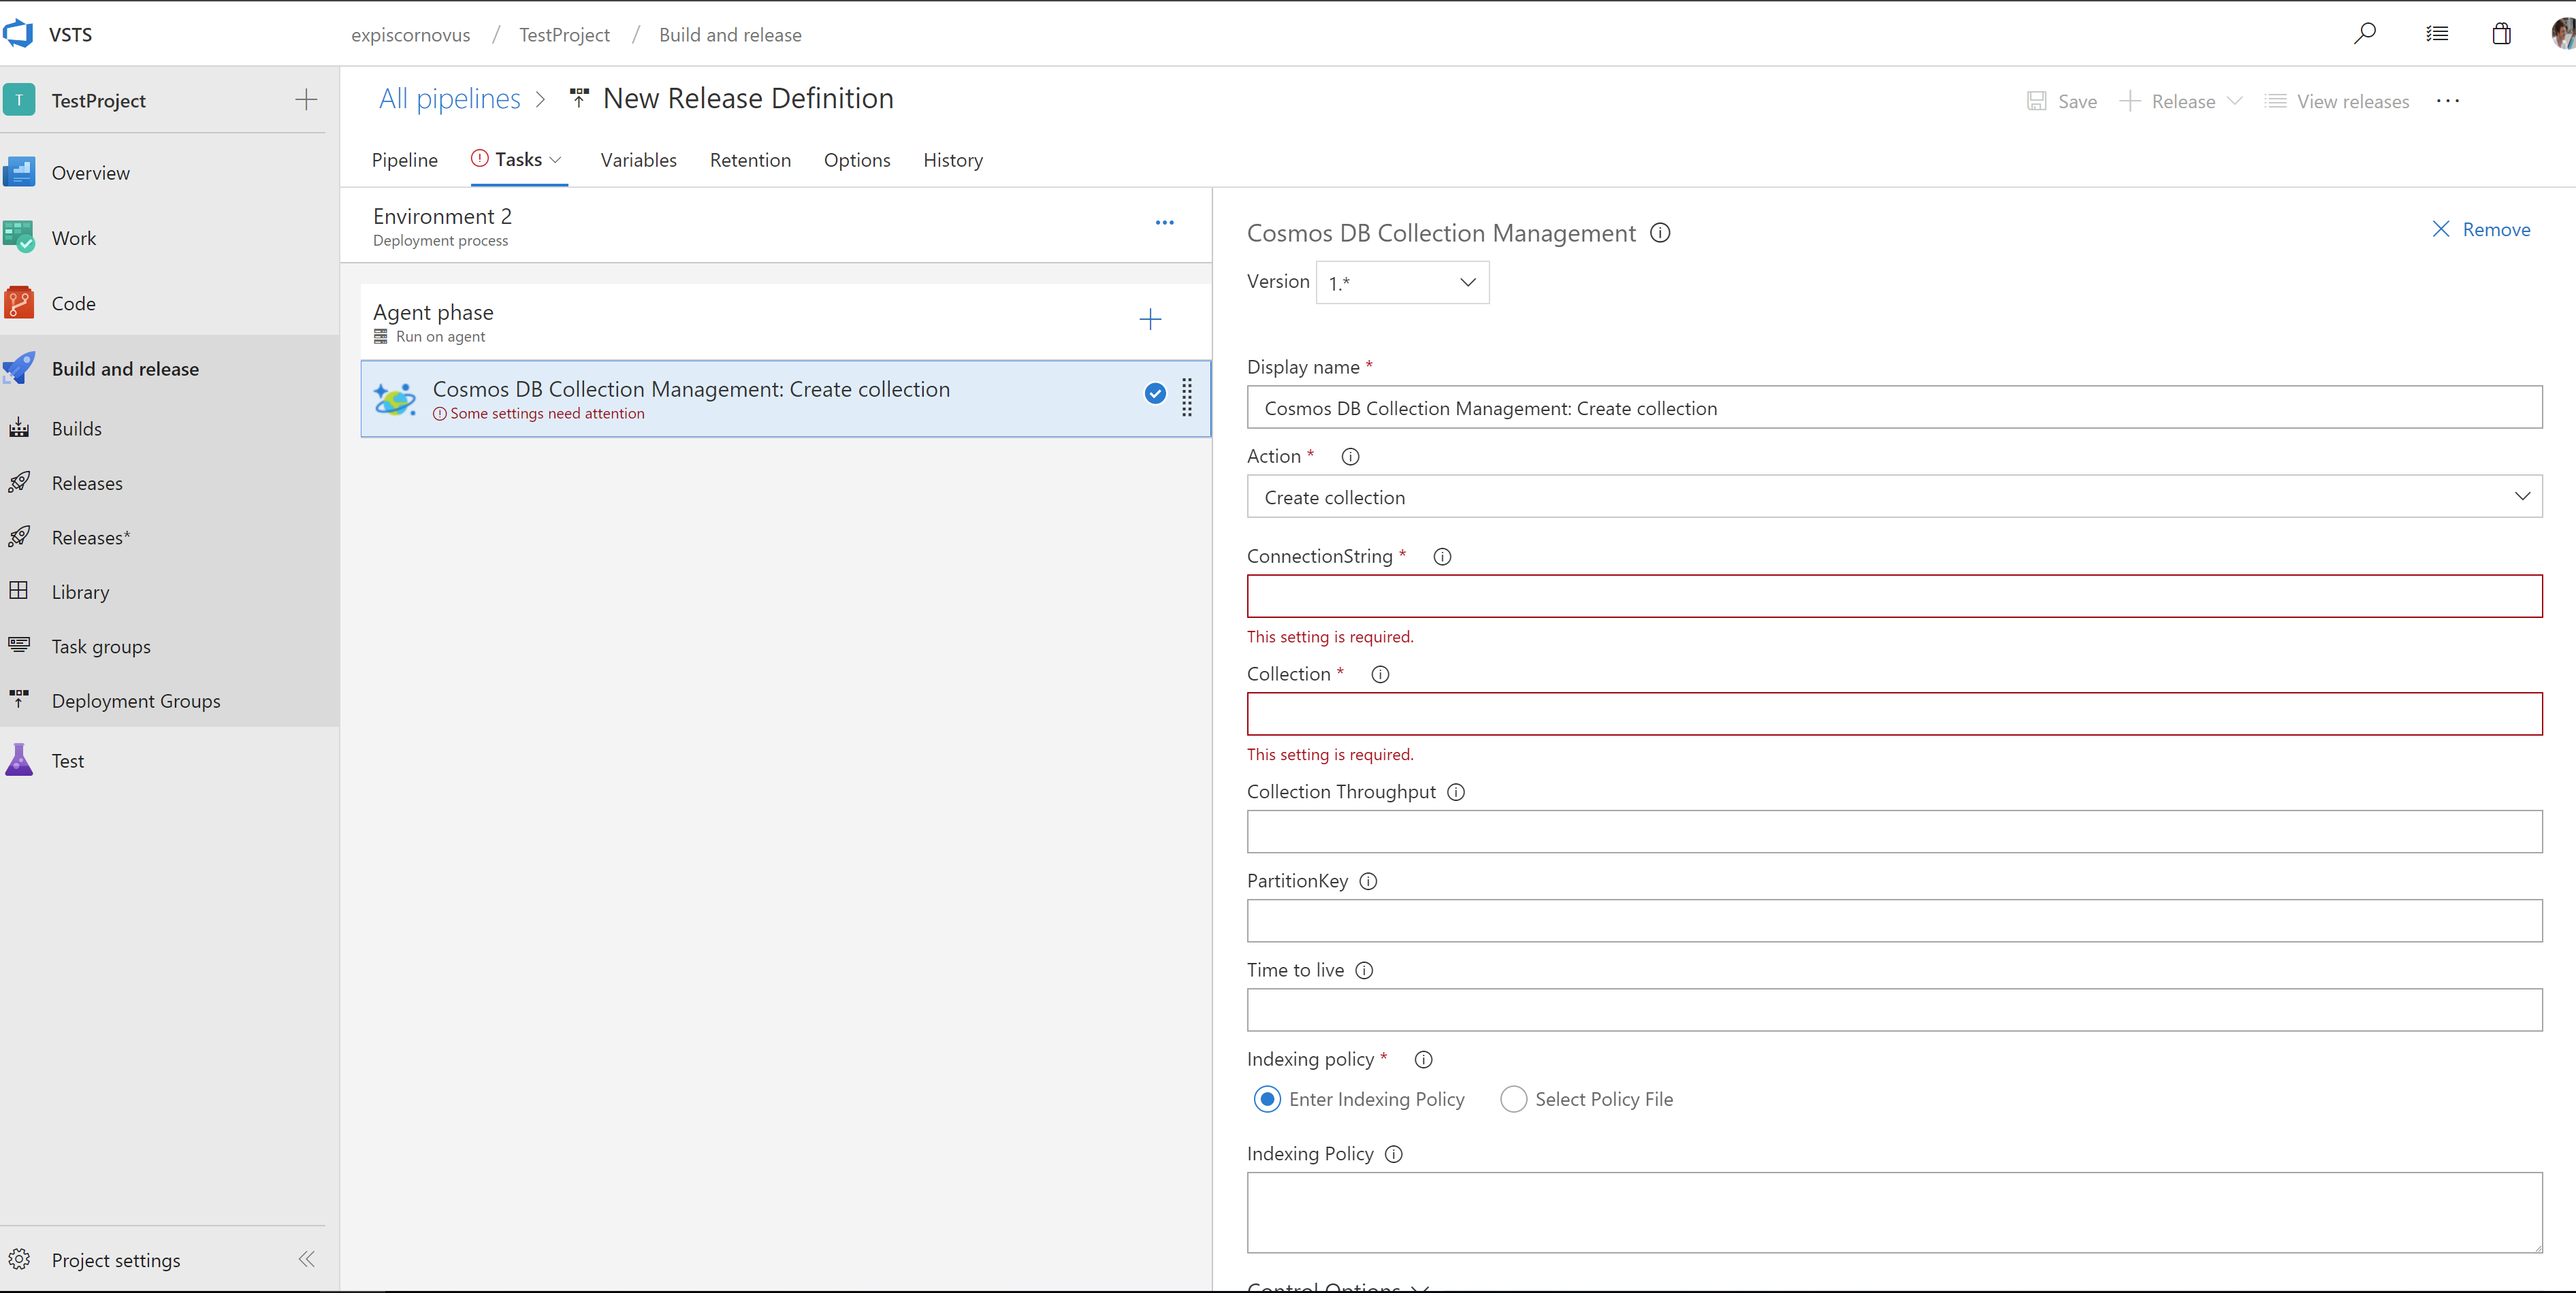 VSTS
expiscornovus / TestProject / Build and release
T TestProject
Overview
Work
Code
Build and release
Builds
Releases
Releases*
Library
Task groups
Deployment Groups
Test
Project settings
All pipelines > New Release Definition
Save Release View releases ...
Pipeline Tasks Variables Retention Options History
Environment 2
Deployment process
Agent phase
Run on agent
Cosmos DB Collection Management: Create collection
Some settings need attention
Cosmos DB Collection Management
Remove
Version 1.*
Display name *
Cosmos DB Collection Management: Create collection
Action *
Create collection
ConnectionString *
This setting is required.
Collection *
This setting is required.
Collection Throughput
PartitionKey
Time to live
Indexing policy *
Enter Indexing Policy Select Policy File
Indexing Policy
Control Options